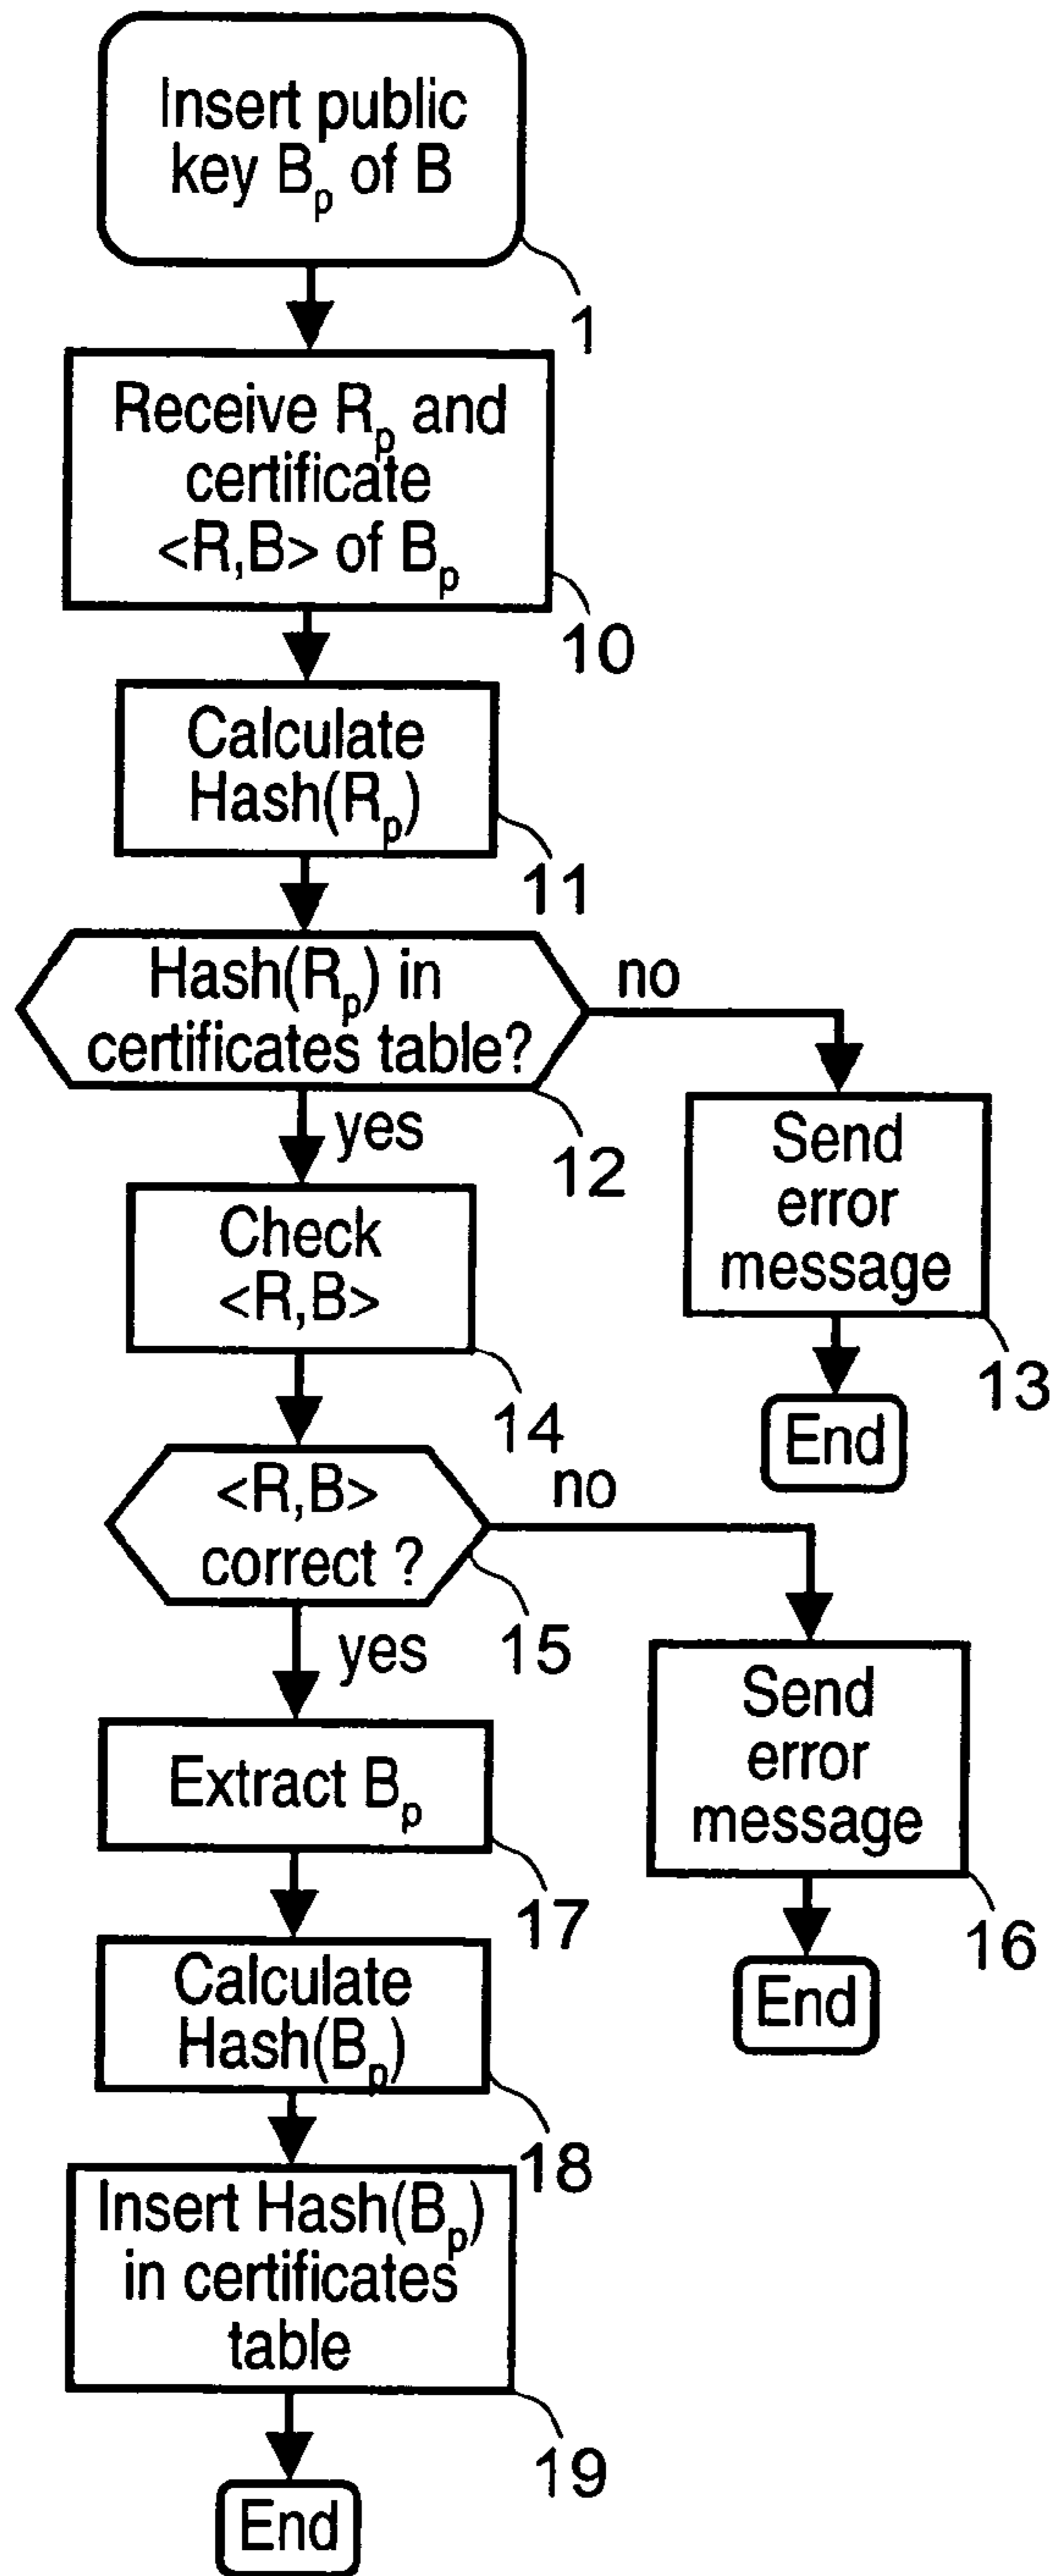 Insert public
key Bp of B
1
Receive Rp and
certificate
<R,B> of Bp
10
Calculate
Hash(Rp)
11
Hash(Rp) in
certificates table?
no
12
yes
Send
error
message
13
End
Check
<R,B>
14
<R,B>
correct ?
no
15
yes
Send
error
message
16
End
Extract Bp
17
Calculate
Hash(Bp)
18
Insert Hash(Bp)
in certificates
table
19
End